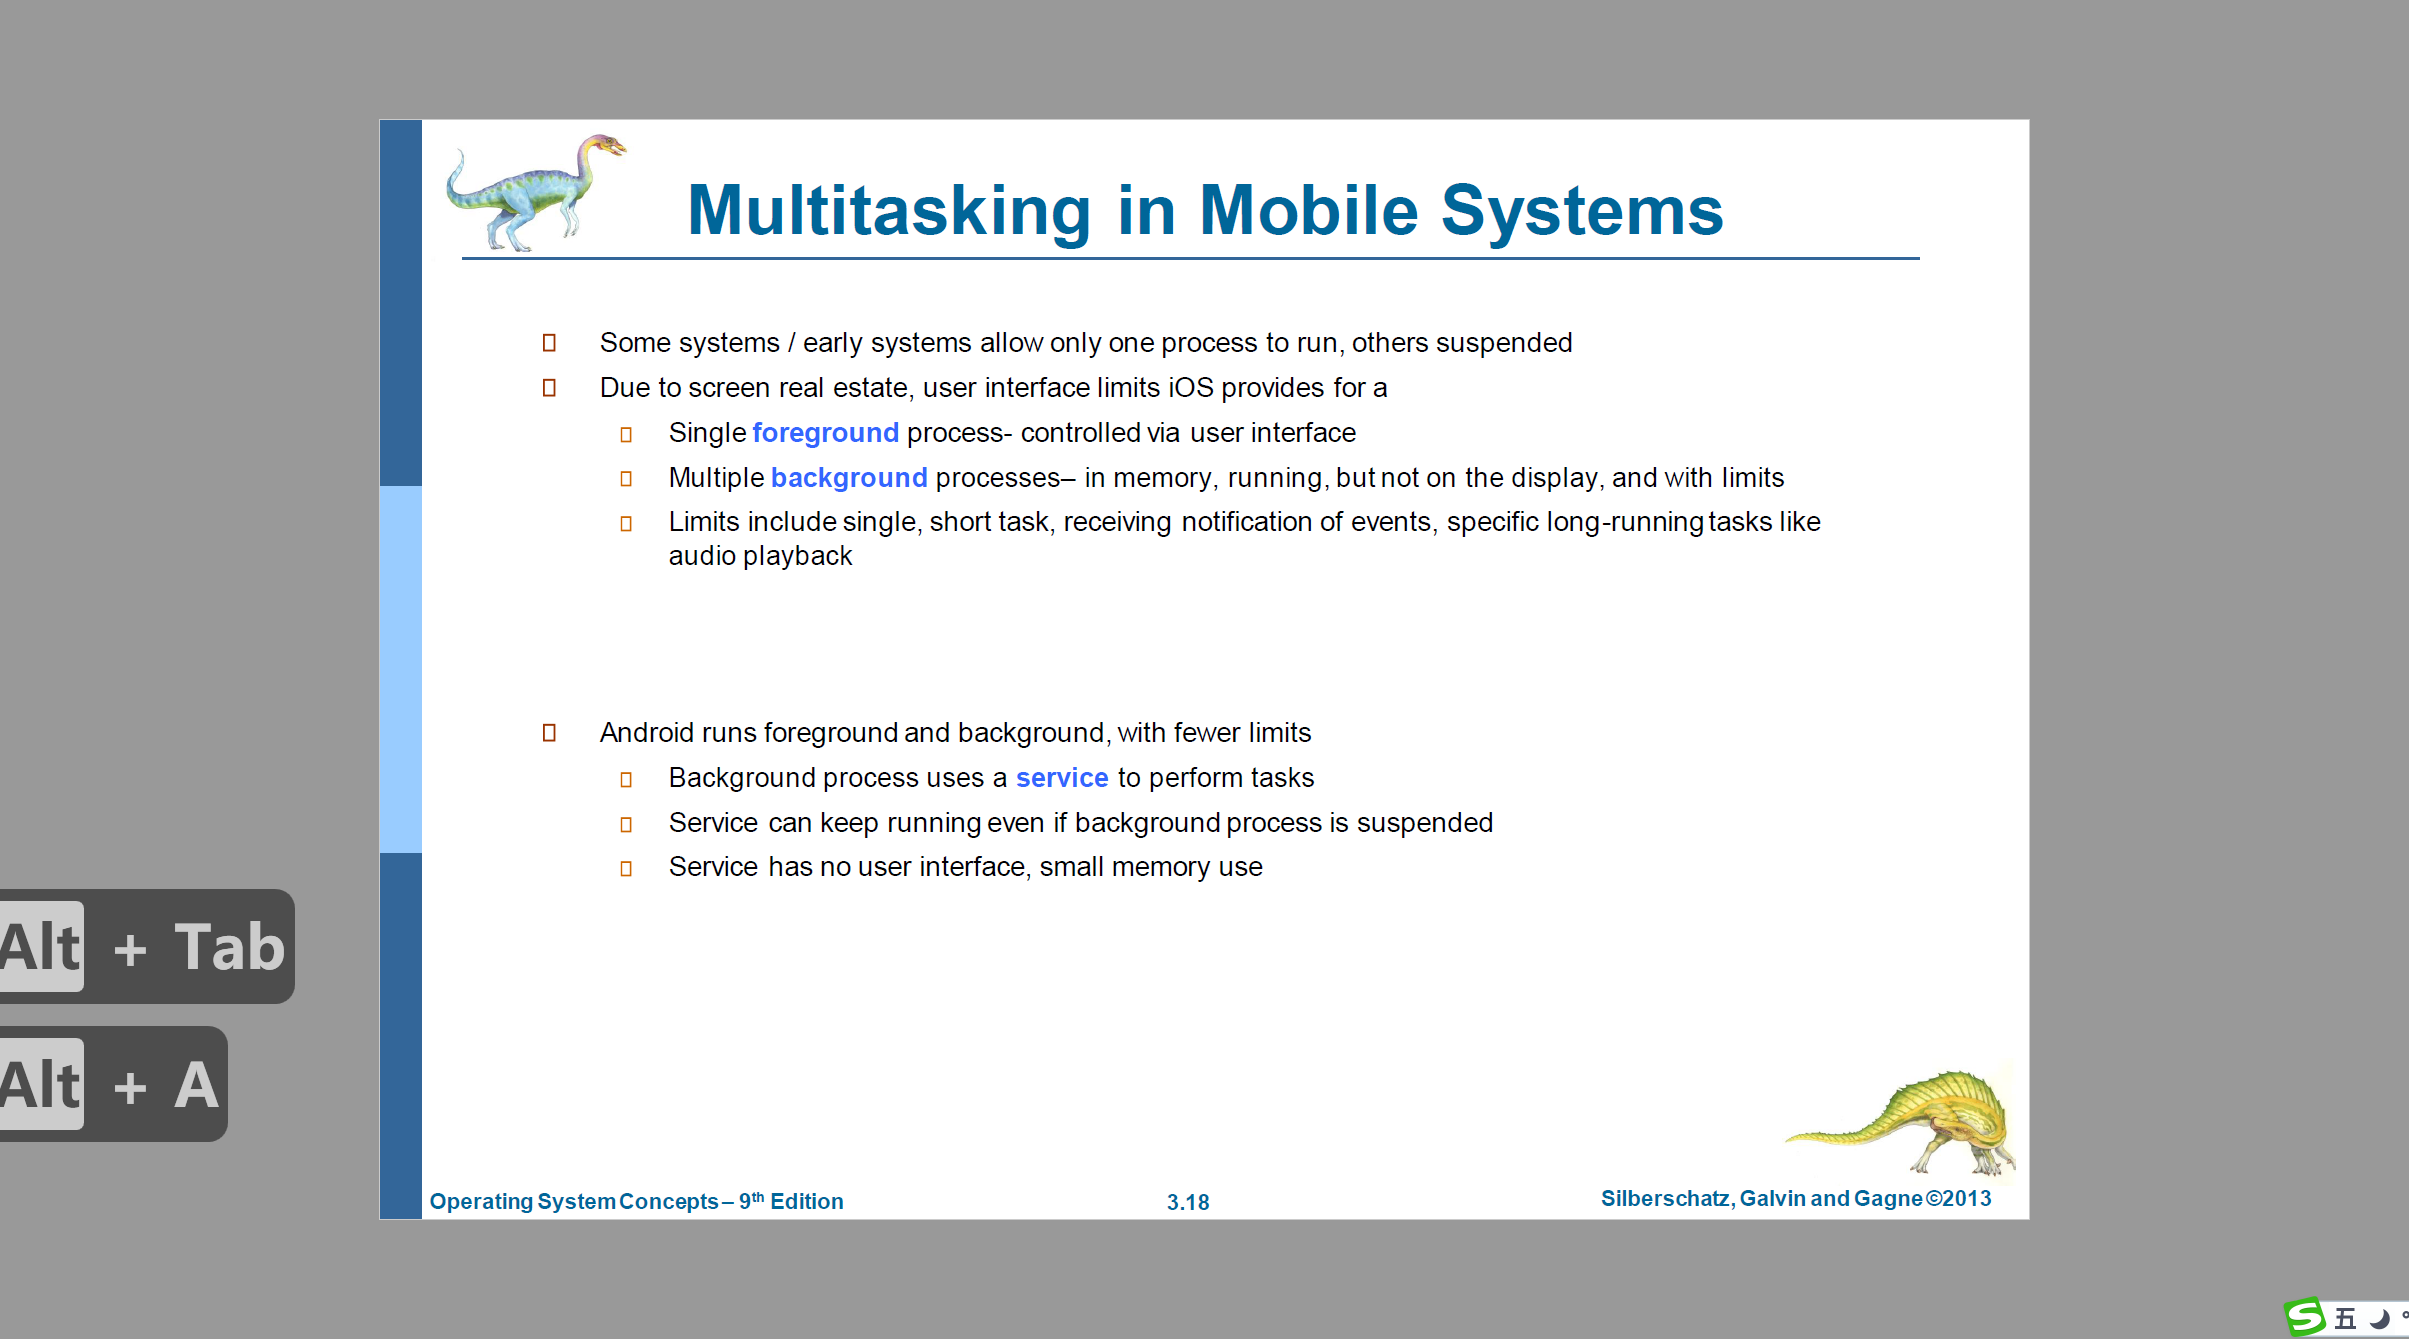 Multitasking in Mobile Systems
Some systems / early systems allow only one process to run, others suspended
Due to screen real estate, user interface limits iOS provides for a
Single foreground process- controlled via user interface
Multiple background processes– in memory, running, but not on the display, and with limits
Limits include single, short task, receiving notification of events, specific long-running tasks like
audio playback
Android runs foreground and background, with fewer limits
Background process uses a service to perform tasks
Service can keep running even if background process is suspended
Service has no user interface, small memory use
Alt + Tab
Alt + A
Operating System Concepts – 9th Edition
3.18
Silberschatz, Galvin and Gagne ©2013
S 五